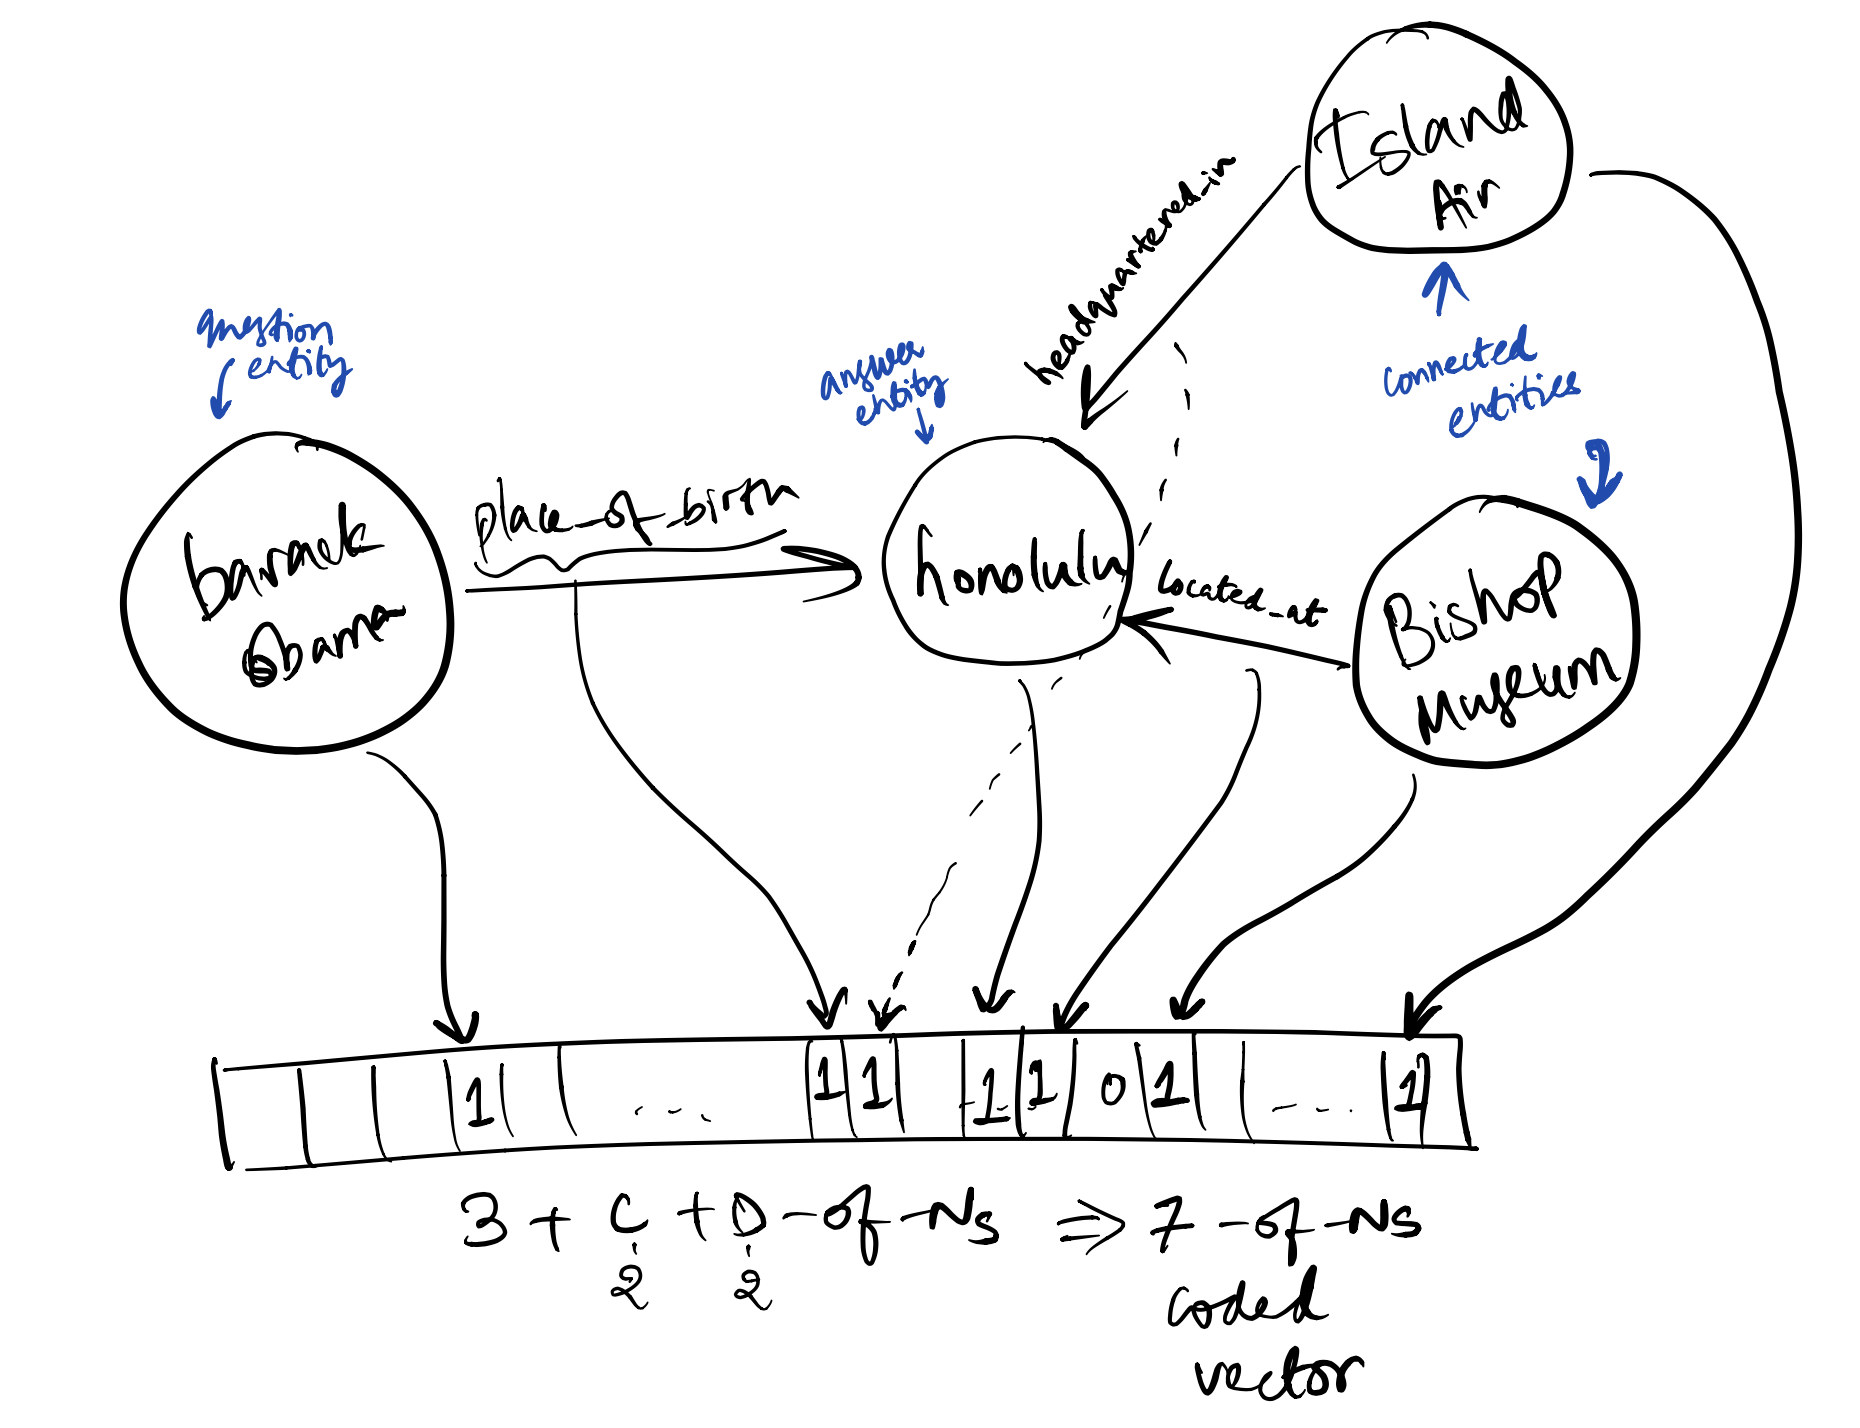 Island
Air
headquartered_in
question
entity
answer
entity
connected
entities
barack
Obama
place_of_birth
honolulu
located_at
Bishop
Museum
1 .... 1 1 1 1 0 1 .... 1
3 + C + D - of - Ns => 7 - of - Ns
2 2
coded
vector